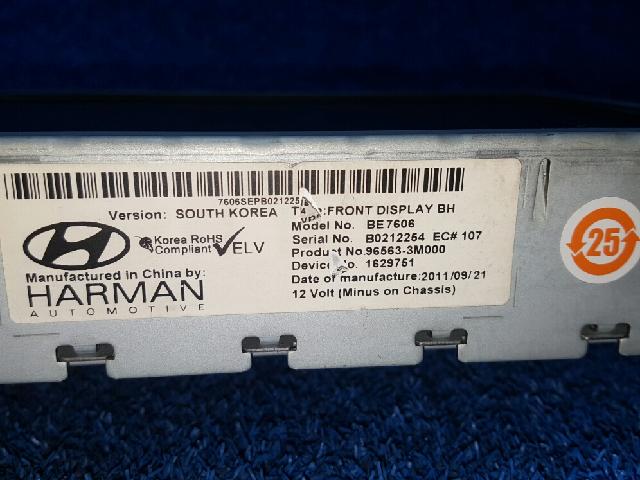 7606SEPB0212254
Version: SOUTH KOREA
:FRONT DISPLAY BH
Model No. BE7606
Korea RoHS Compliant ELV
Serial No. B0212254 EC# 107
Product No.96563-3M000
Device No. 1629751
Manufactured in China by:
HARMAN
AUTOMOTIVE
Date of manufacture:2011/09/21
12 Volt (Minus on Chassis)
25